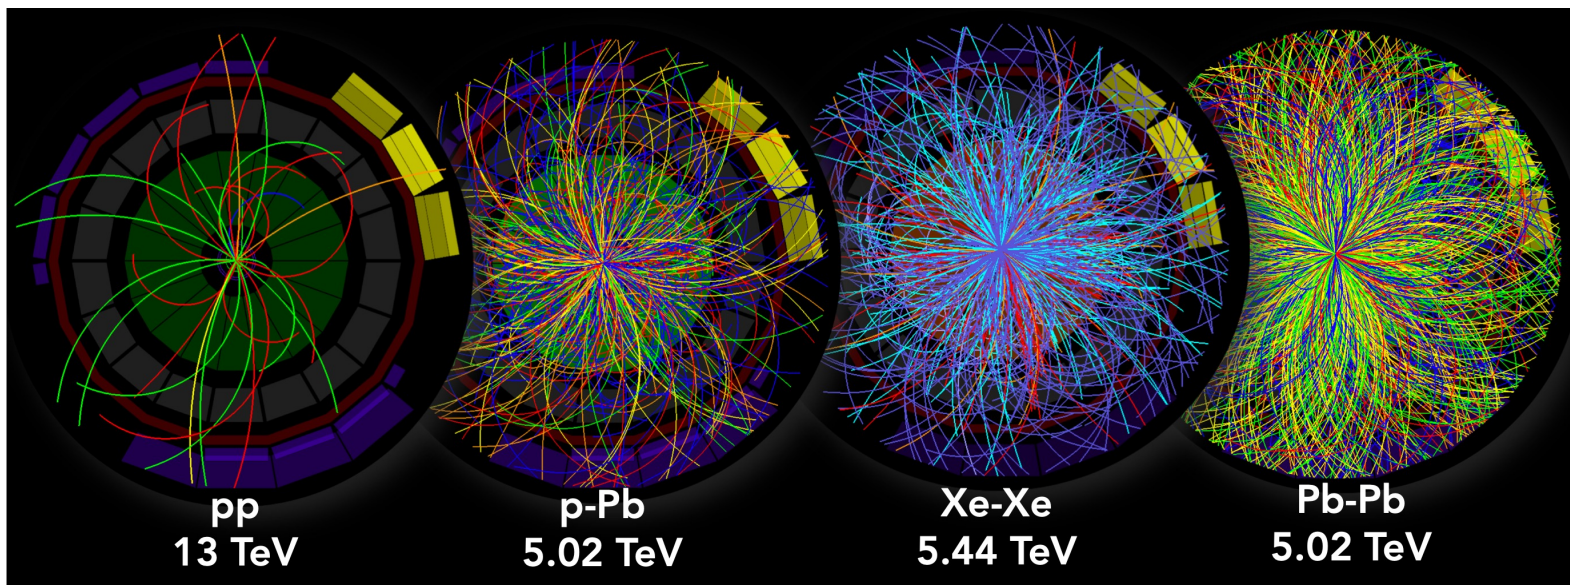 pp
13 TeV
p-Pb
5.02 TeV
Xe-Xe
5.44 TeV
Pb-Pb
5.02 TeV